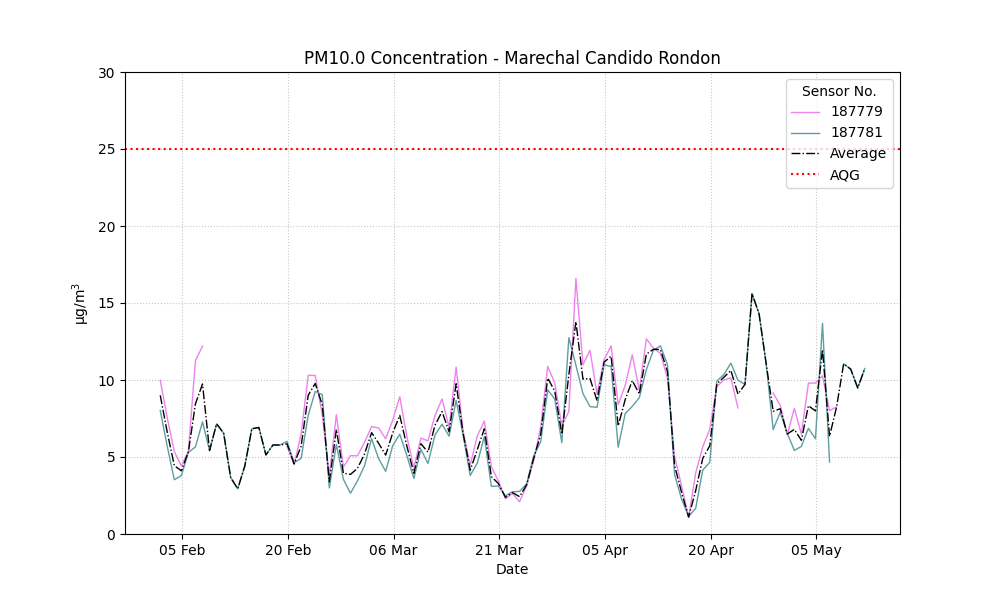 PM10.0 Concentration - Marechal Candido Rondon
30
25
20
15
10
5
0
µg/m³
Sensor No.
187779
187781
Average
AQG
05 Feb
20 Feb
06 Mar
21 Mar
05 Apr
20 Apr
05 May
Date